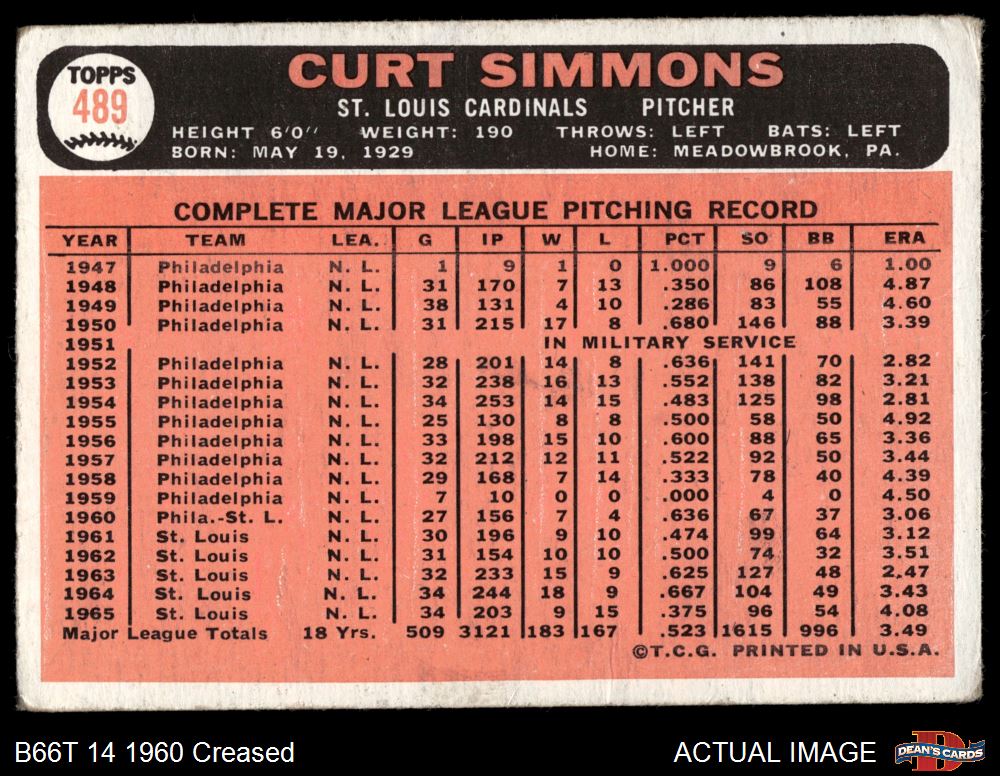 TOPPS
489
CURT SIMMONS
ST. LOUIS CARDINALS PITCHER
HEIGHT 6'0" WEIGHT: 190 THROWS: LEFT BATS: LEFT
BORN: MAY 19, 1929 HOME: MEADOWBROOK, PA.
COMPLETE MAJOR LEAGUE PITCHING RECORD
YEAR TEAM LEA. G IP W L PCT SO BB ERA
1947 Philadelphia N. L. 1 9 1 0 1.000 9 6 1.00
1948 Philadelphia N. L. 31 170 7 13 .350 86 108 4.87
1949 Philadelphia N. L. 38 131 4 10 .286 83 55 4.60
1950 Philadelphia N. L. 31 215 17 8 .680 146 88 3.39
1951 IN MILITARY SERVICE
1952 Philadelphia N. L. 28 201 14 8 .636 141 70 2.82
1953 Philadelphia N. L. 32 238 16 13 .552 138 82 3.21
1954 Philadelphia N. L. 34 253 14 15 .483 125 98 2.81
1955 Philadelphia N. L. 25 130 8 8 .500 58 50 4.92
1956 Philadelphia N. L. 33 198 15 10 .600 88 65 3.36
1957 Philadelphia N. L. 32 212 12 11 .522 92 50 3.44
1958 Philadelphia N. L. 29 168 7 14 .333 78 40 4.39
1959 Philadelphia N. L. 7 10 0 0 .000 4 0 4.50
1960 Phila.-St. L. N. L. 27 156 7 4 .636 67 37 3.06
1961 St. Louis N. L. 30 196 9 10 .474 99 64 3.12
1962 St. Louis N. L. 31 154 10 10 .500 74 32 3.51
1963 St. Louis N. L. 32 233 15 9 .625 127 48 2.47
1964 St. Louis N. L. 34 244 18 9 .667 104 49 3.43
1965 St. Louis N. L. 34 203 9 15 .375 96 54 4.08
Major League Totals 18 Yrs. 509 3121 183 167 .523 1615 996 3.49
©T.C.G. PRINTED IN U.S.A.
B66T 14 1960 Creased ACTUAL IMAGE DEAN'S CARDS